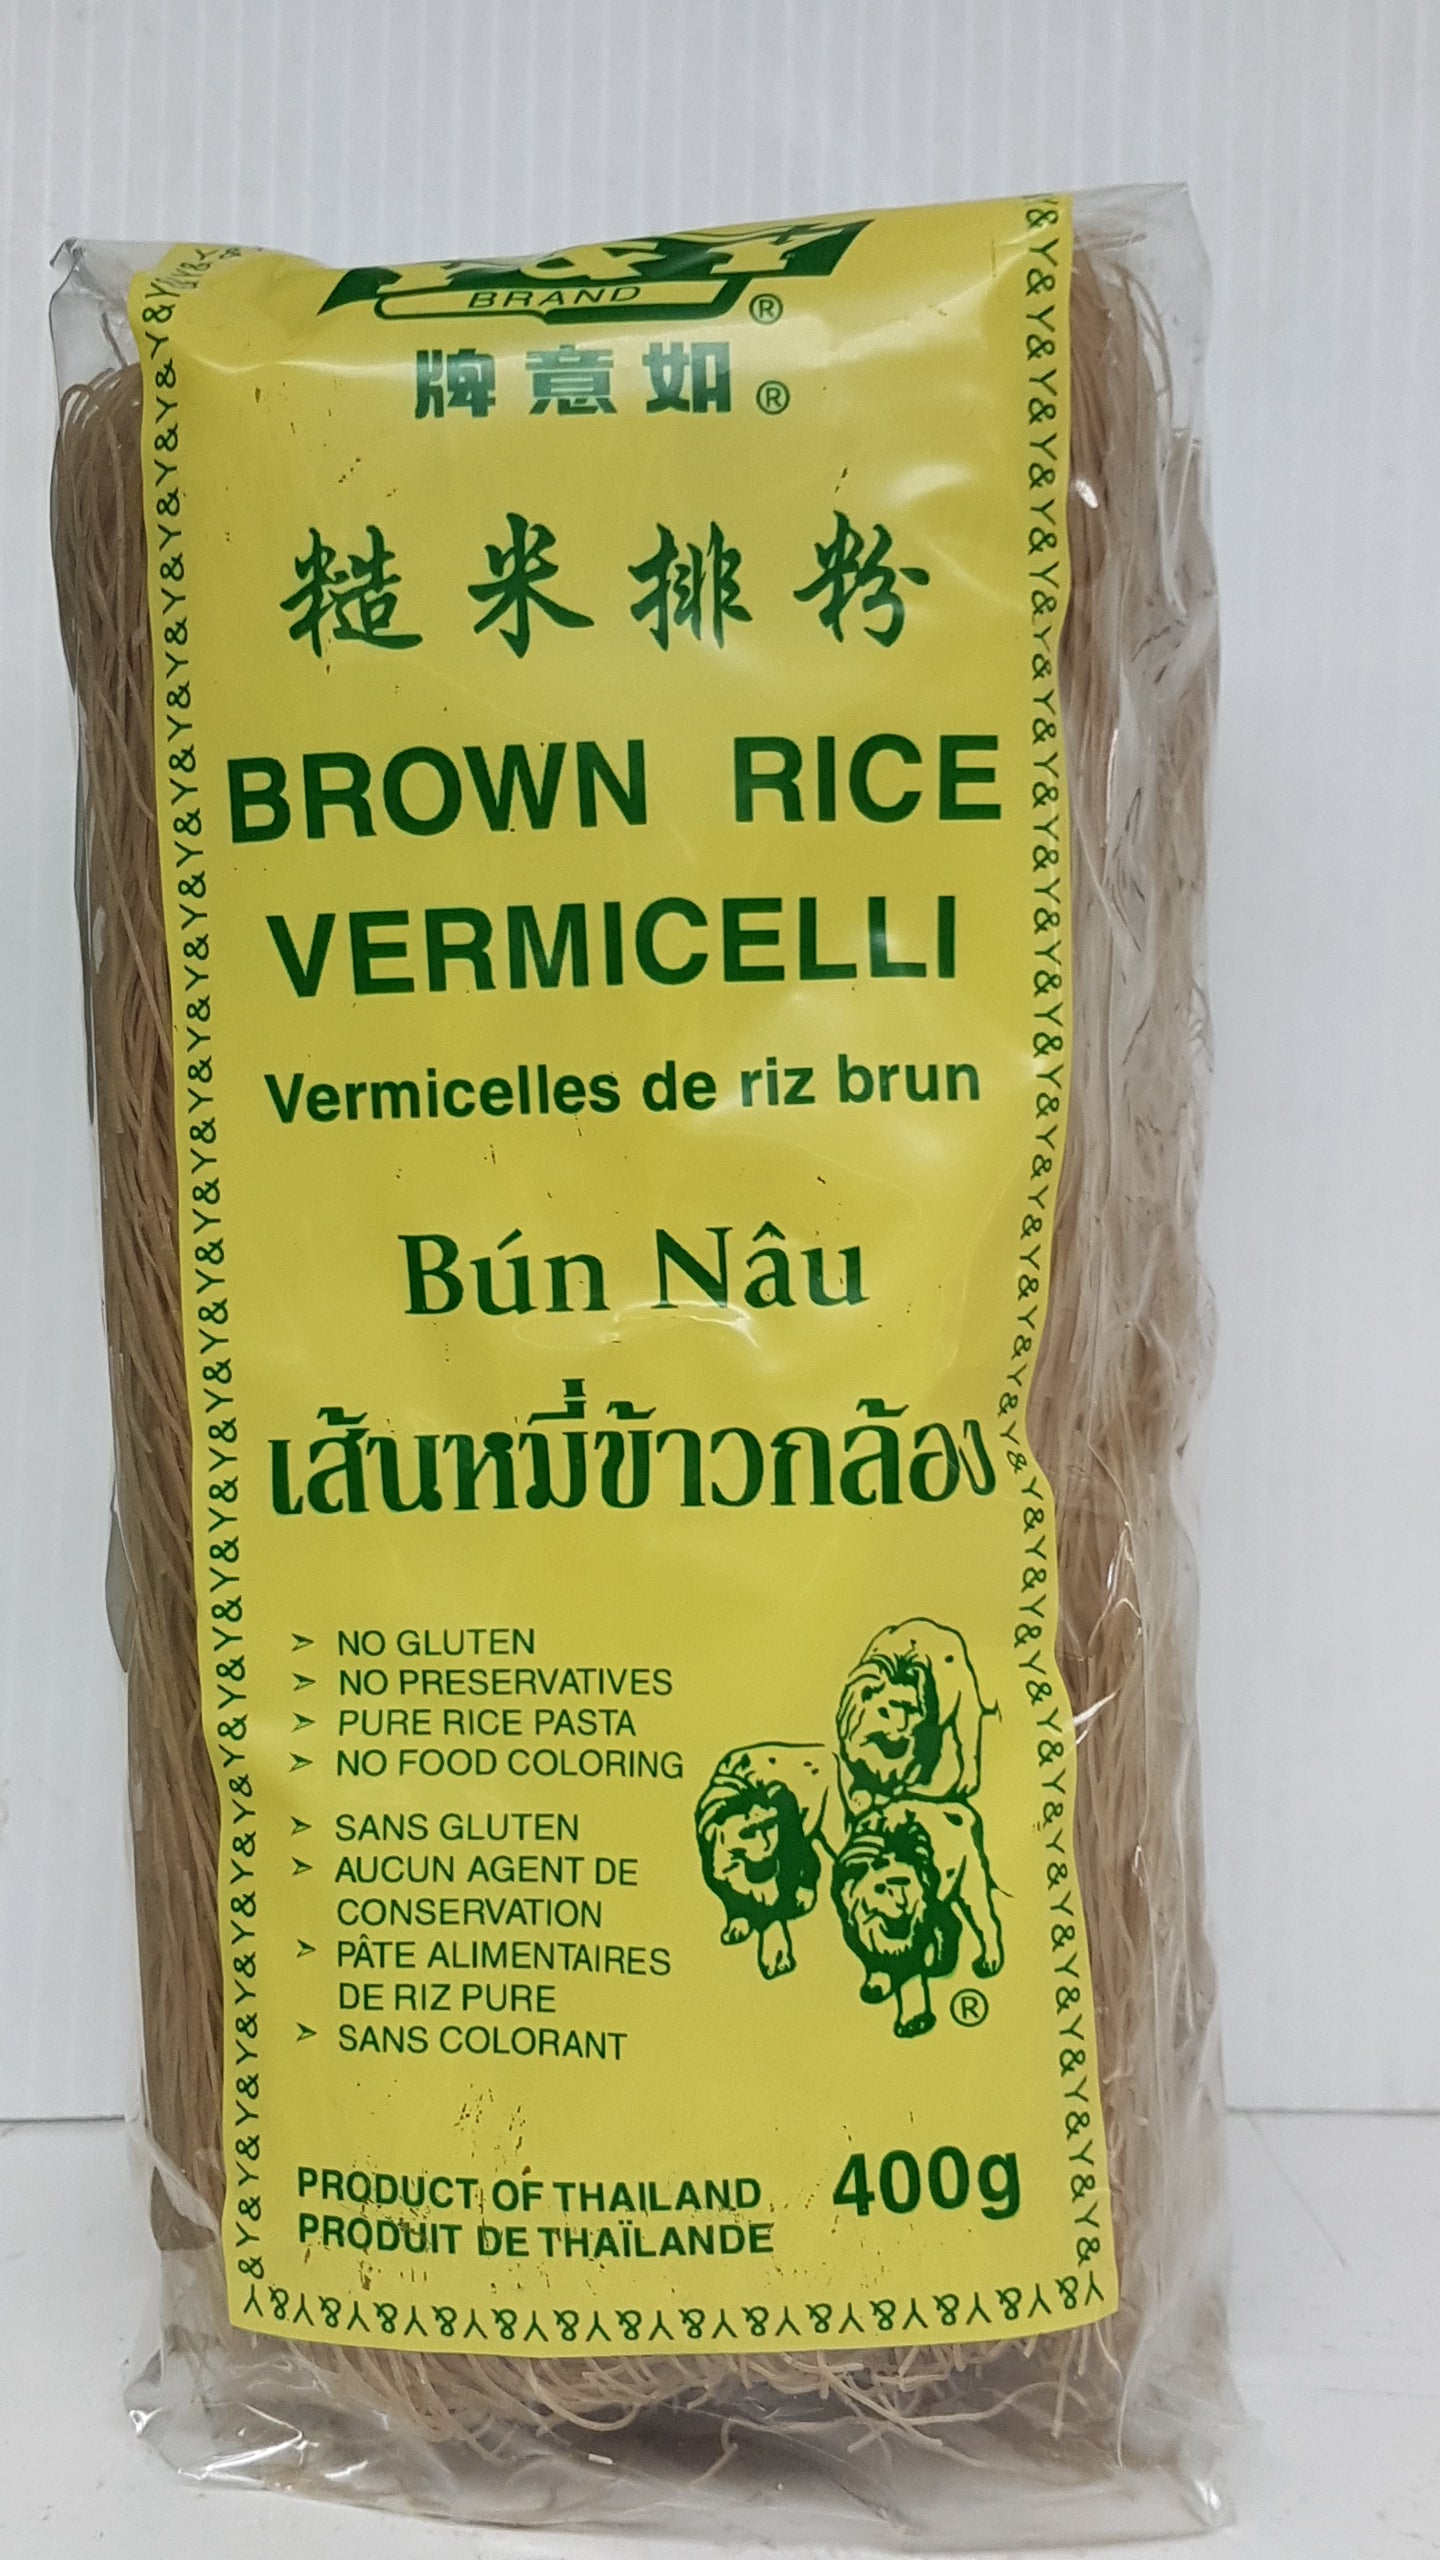 Y&Y
BRAND ®
牌意如®
糙米排粉
BROWN RICE
VERMICELLI
Vermicelles de riz brun
Bún Nâu
เส้นหมี่ข้าวกล้อง
➢ NO GLUTEN
➢ NO PRESERVATIVES
➢ PURE RICE PASTA
➢ NO FOOD COLORING
➢ SANS GLUTEN
➢ AUCUN AGENT DE
CONSERVATION
➢ PÂTE ALIMENTAIRES
DE RIZ PURE
➢ SANS COLORANT
®
PRODUCT OF THAILAND 400g
PRODUIT DE THAÏLANDE